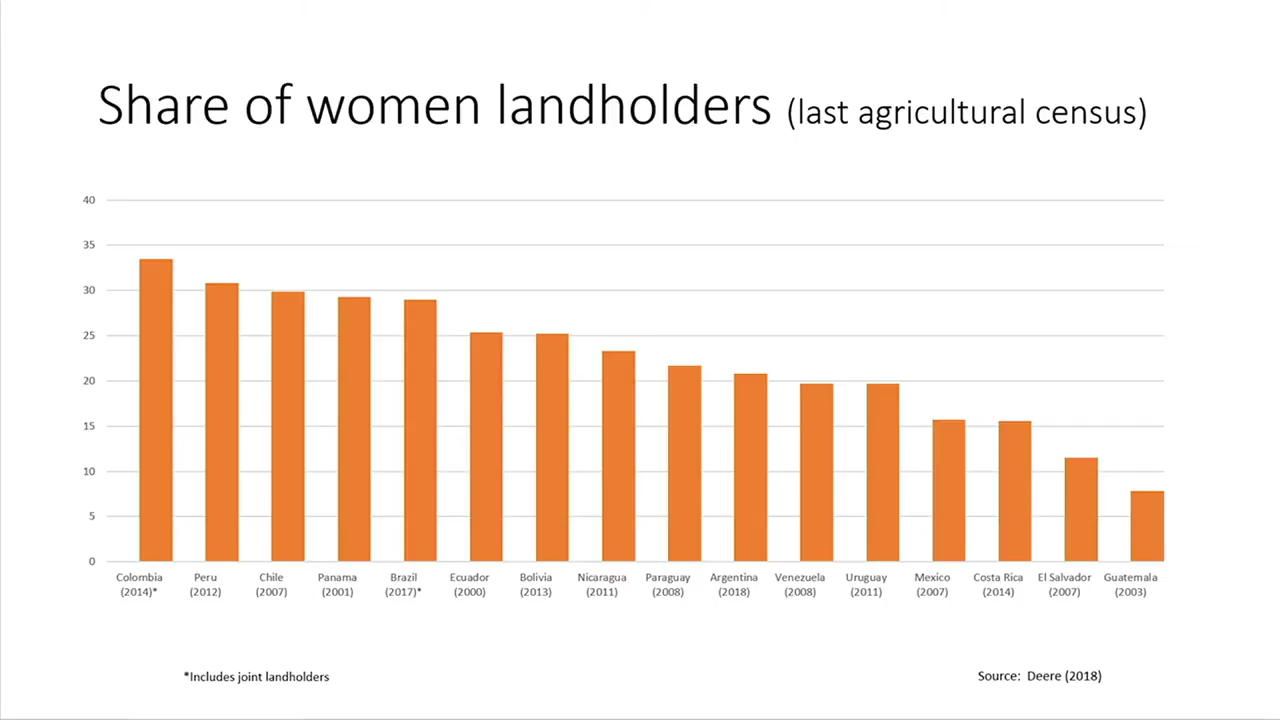 Share of women landholders (last agricultural census)
40
35
30
25
20
15
10
5
0
Colombia Peru Chile Panama Brazil Ecuador Bolivia Nicaragua Paraguay Argentina Venezuela Uruguay Mexico Costa Rica El Salvador Guatemala
(2014)* (2012) (2007) (2001) (2017)* (2000) (2013) (2011) (2008) (2018) (2008) (2011) (2007) (2014) (2007) (2003)
*Includes joint landholders
Source: Deere (2018)